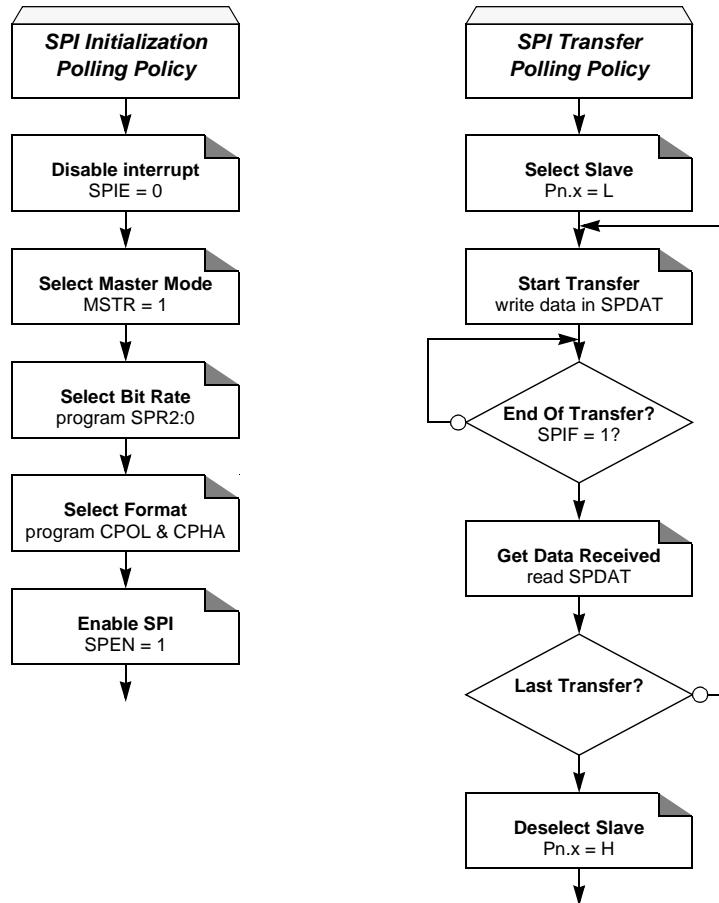 SPI Initialization
Polling Policy
Disable interrupt
SPIE = 0
Select Master Mode
MSTR = 1
Select Bit Rate
program SPR2:0
Select Format
program CPOL & CPHA
Enable SPI
SPEN = 1
SPI Transfer
Polling Policy
Select Slave
Pn.x = L
Start Transfer
write data in SPDAT
End Of Transfer?
SPIF = 1?
Get Data Received
read SPDAT
Last Transfer?
Deselect Slave
Pn.x = H